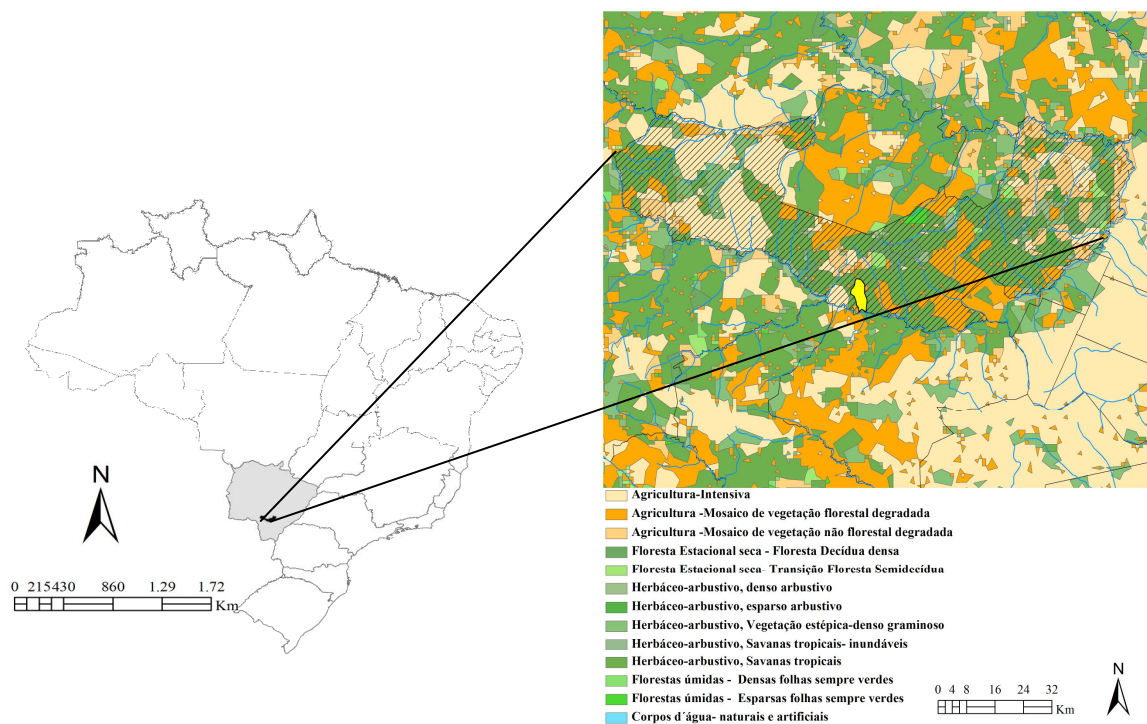 N
0 215430 860 1.29 1.72
Km
Agricultura-Intensiva
Agricultura -Mosaico de vegetação florestal degradada
Agricultura -Mosaico de vegetação não florestal degradada
Floresta Estacional seca - Floresta Decídua densa
Floresta Estacional seca- Transição Floresta Semidecídua
Herbáceo-arbustivo, denso arbustivo
Herbáceo-arbustivo, esparso arbustivo
Herbáceo-arbustivo, Vegetação estépica-denso graminoso
Herbáceo-arbustivo, Savanas tropicais- inundáveis
Herbáceo-arbustivo, Savanas tropicais
Florestas úmidas - Densas folhas sempre verdes
Florestas úmidas - Esparsas folhas sempre verdes
Corpos d´água- naturais e artificiais
N
0 4 8 16 24 32
Km